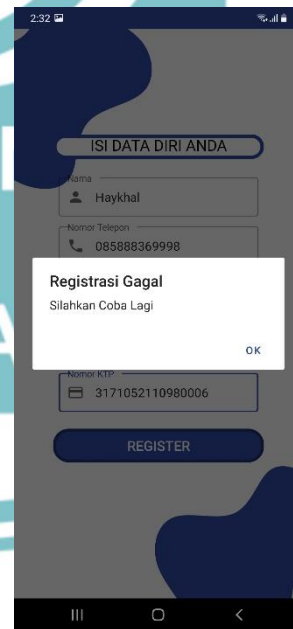 2:32
ISI DATA DIRI ANDA
Nama
Haykhal
Nomor Telepon
085888369998
Registrasi Gagal
Silahkan Coba Lagi
OK
Nomor KTP
3171052110980006
REGISTER